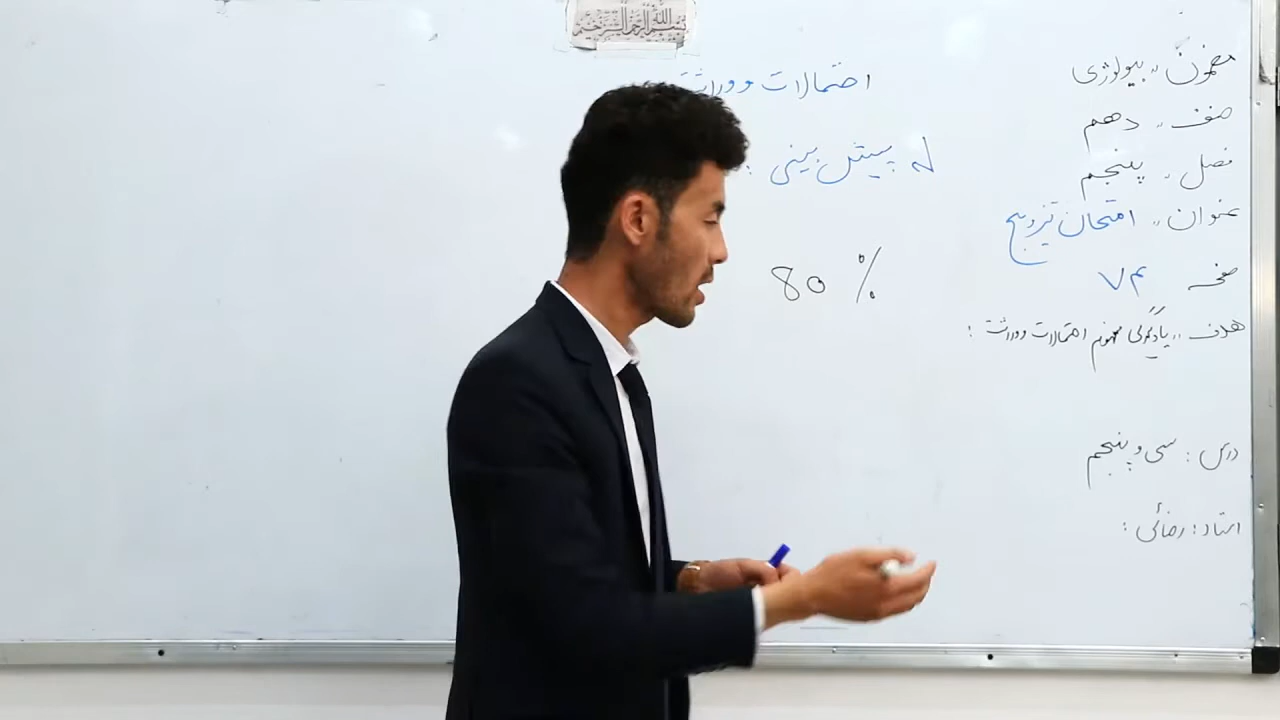 بسم الله الرحمن الرحیم
مضمون ,, بیولوژی
صنف ,, دهم
فصل ,, پنجم
عنوان ,, امتحان تزویج
صفحه ۷۴
هدف ,, یادگیری مفهوم احتمالات و وراثت :
درس : سی و پنجم
استاد : رضائی :
احتمالات و وراثت
پیش بینی :
80 %